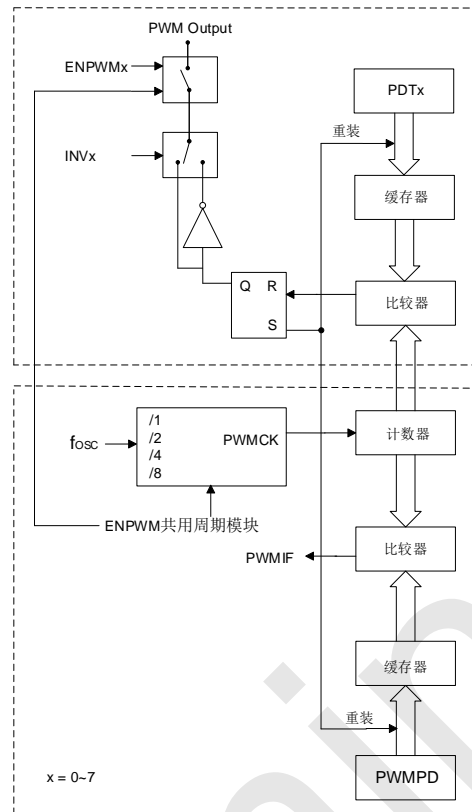 PWM Output
ENPWMx
PDTx
重装
INVx
缓存器
Q R
S
比较器
/1
/2
/4
/8
PWMCK
fosc
计数器
ENPWM共用周期模块
PWMIF
比较器
缓存器
重装
x = 0~7
PWMPD